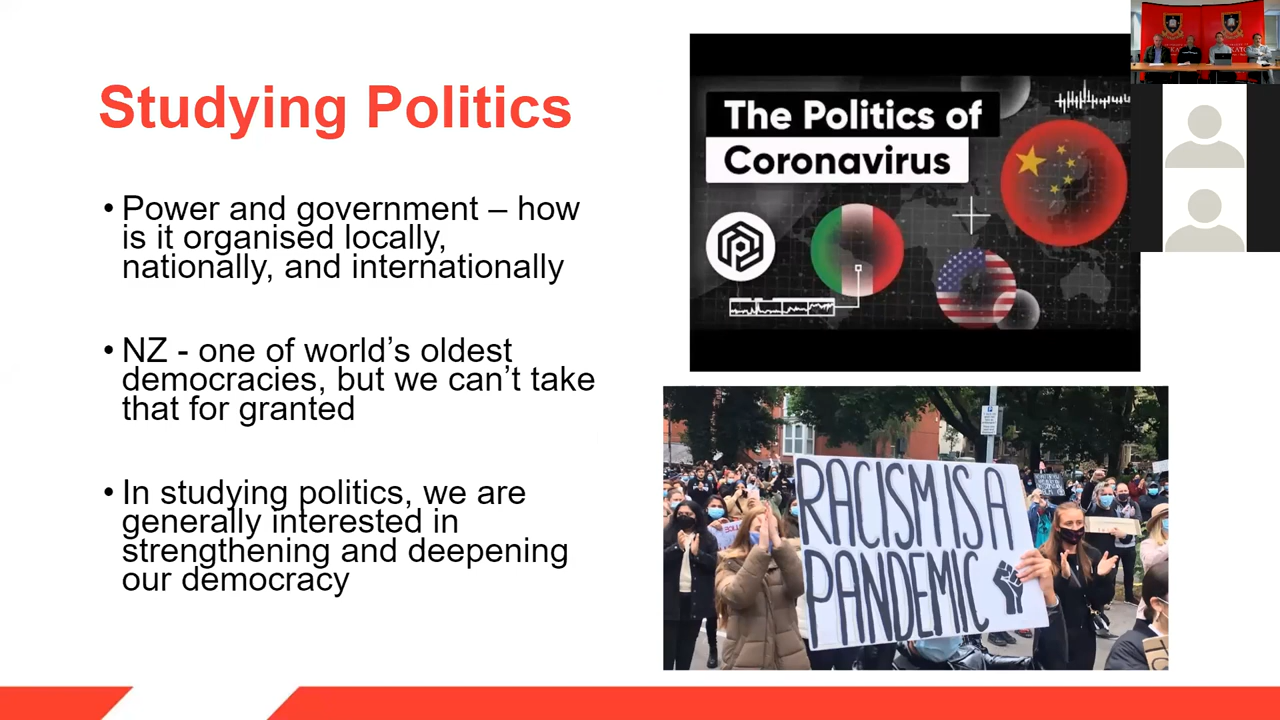 Studying Politics
• Power and government – how
is it organised locally,
nationally, and internationally
• NZ - one of world’s oldest
democracies, but we can’t take
that for granted
• In studying politics, we are
generally interested in
strengthening and deepening
our democracy
The Politics of
Coronavirus
RACISM IS A
PANDEMIC